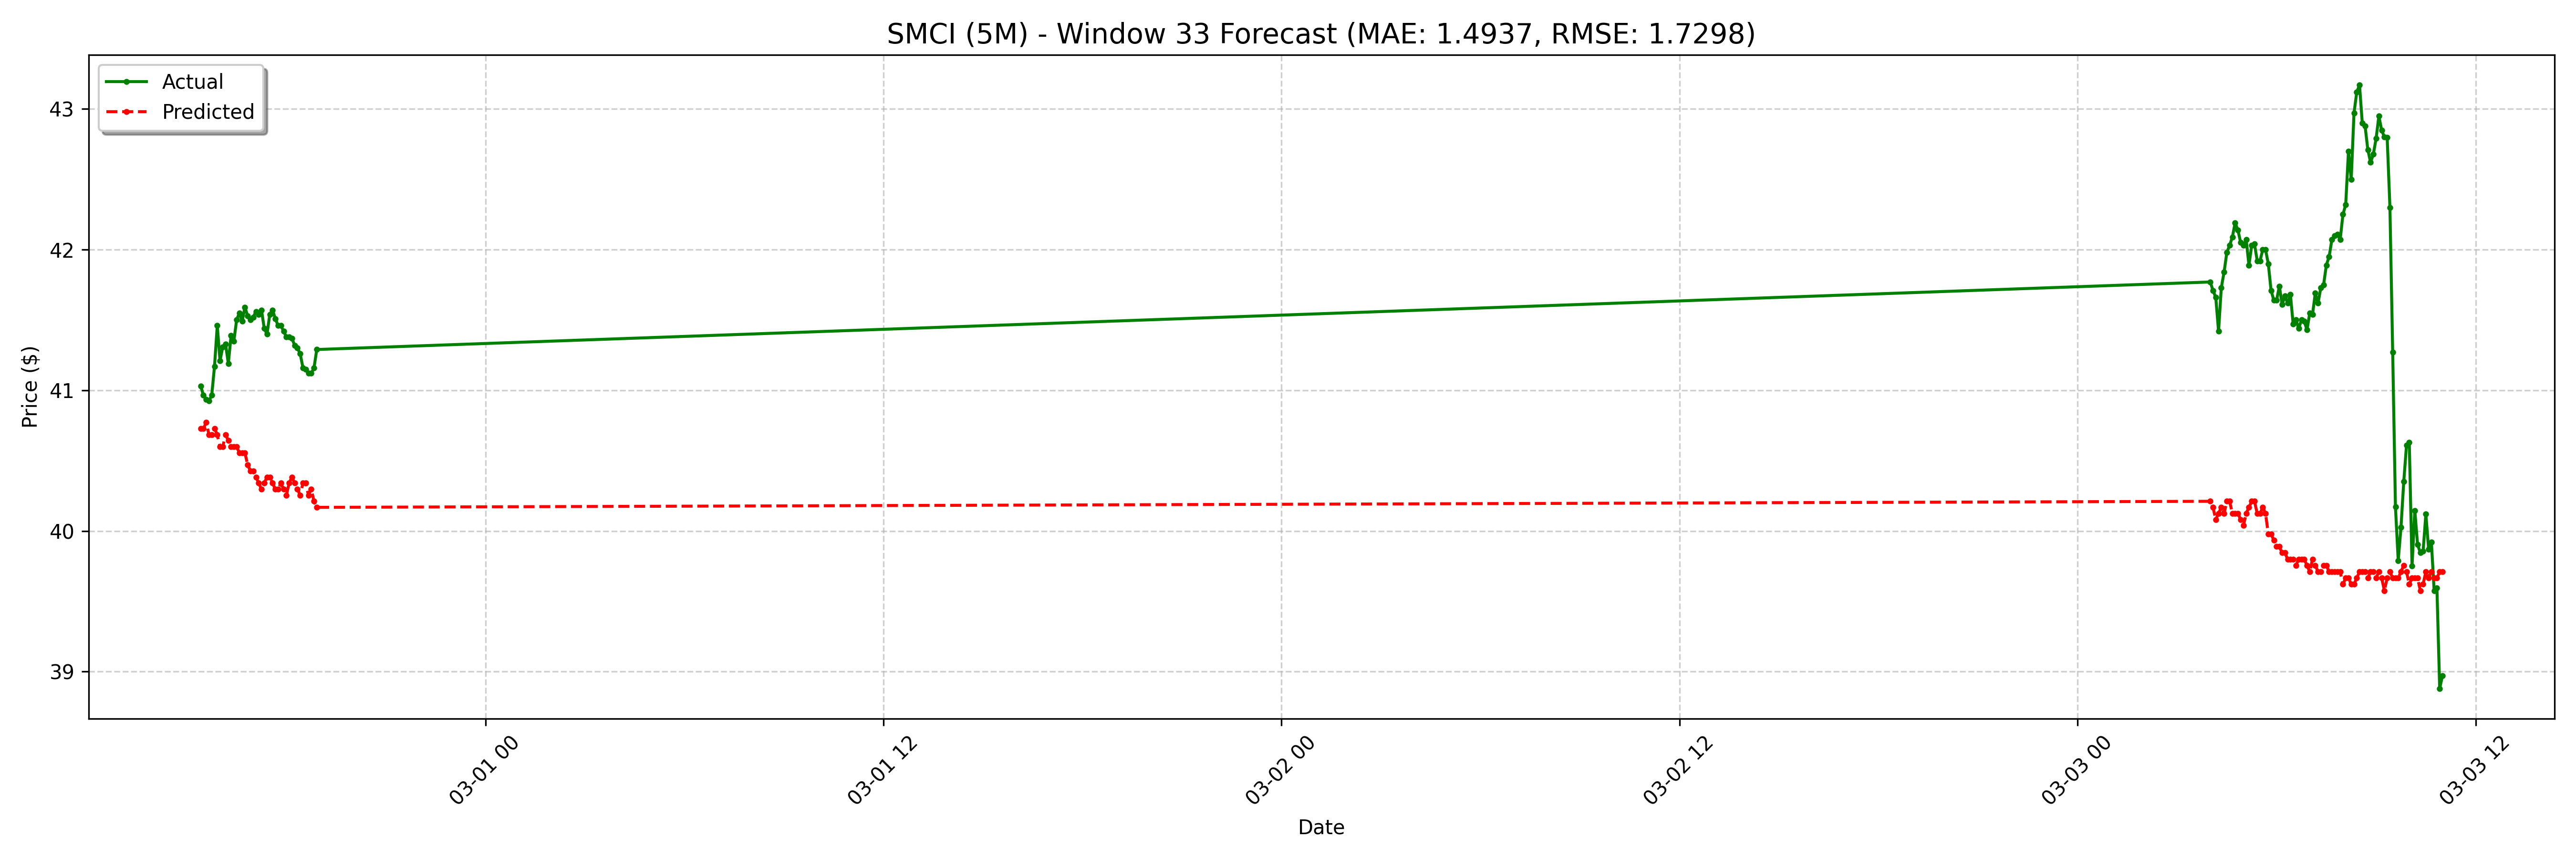 SMCI (5M) - Window 33 Forecast (MAE: 1.4937, RMSE: 1.7298)
Actual
Predicted
Price ($)
43
42
41
40
39
03-01 00
03-01 12
03-02 00
03-02 12
03-03 00
03-03 12
Date